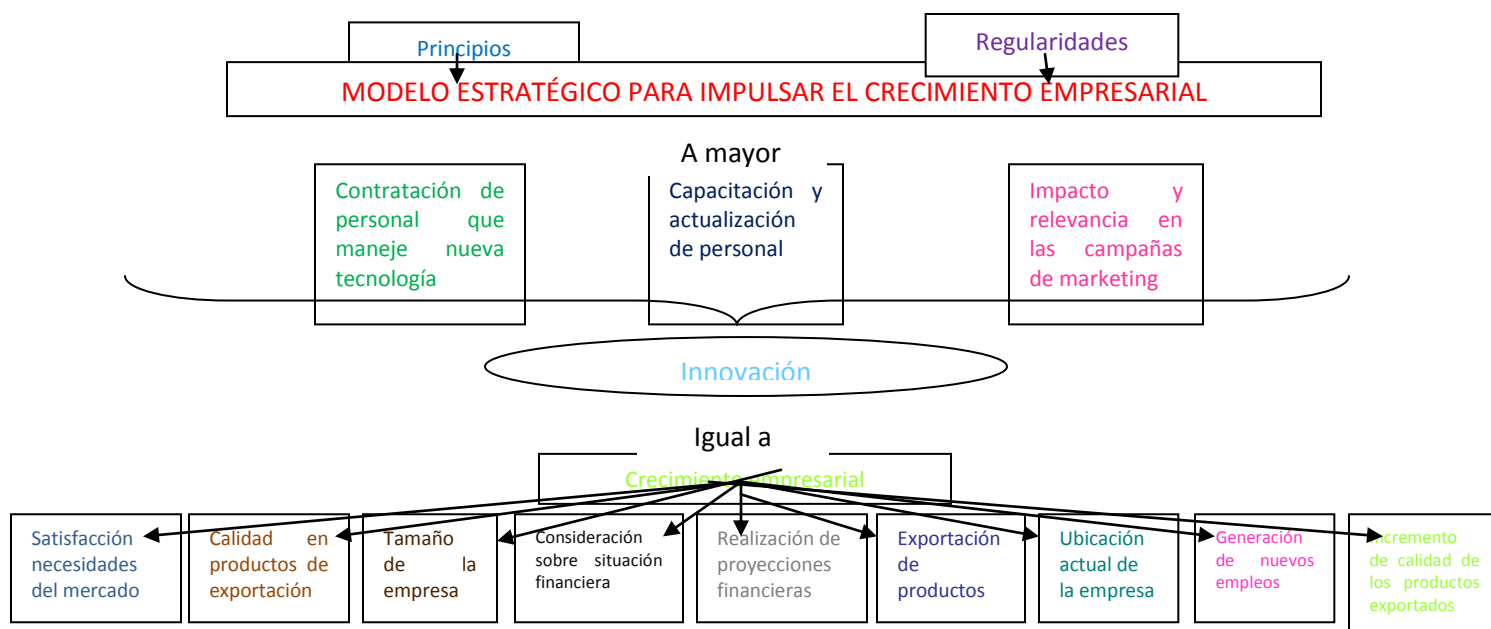 Principios
Regularidades
MODELO ESTRATÉGICO PARA IMPULSAR EL CRECIMIENTO EMPRESARIAL
A mayor
Contratación de
personal que
maneje nueva
tecnología
Capacitación y
actualización
de personal
Impacto y
relevancia en
las campañas
de marketing
Innovación
Igual a
Crecimiento empresarial
Satisfacción
necesidades
del mercado
Calidad en
productos de
exportación
Tamaño
de la
empresa
Consideración
sobre situación
financiera
Realización de
proyecciones
financieras
Exportación
de
productos
Ubicación
actual de
la empresa
Generación
de nuevos
empleos
Incremento
de calidad de
los productos
exportados